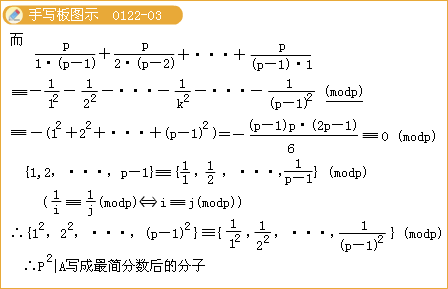 手写板图示 0122-03
而
p/(1·(p-1)) + p/(2·(p-2)) + ··· + p/((p-1)·1)
≡ -1/1² - 1/2² - ··· - 1/k² - ··· - 1/(p-1)² (modp)
≡ -(1²+2²+···+(p-1)²) = -((p-1)p·(2p-1))/6 ≡ 0 (modp)
{1,2, ···, p-1} ≡ {1/1, 1/2, ···, 1/(p-1)} (modp)
(1/i ≡ 1/j(modp) ⇔ i ≡ j(modp))
∴ {1², 2², ···, (p-1)²} ≡ {1/1², 1/2², ···, 1/(p-1)²} (modp)
∴ P²|A写成最简分数后的分子